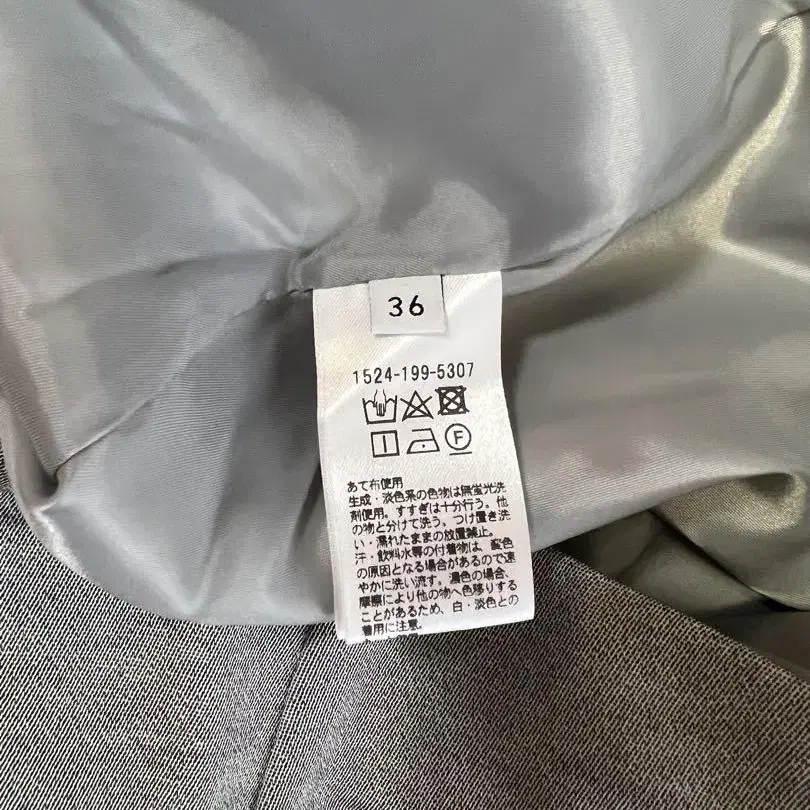 36
1524-199-5307
F
あて布使用
生成・淡色系の色物は無蛍光洗
剤使用。すすぎは十分行う。他
の物と分けて洗う。つけ置き洗
い・濡れたままの放置禁止。
汗・飲料水等の付着物は、変色
の原因となる場合があるので速
やかに洗い流す。濃色の場合、
摩擦により他の物へ色移りする
ことがあるため、白・淡色との
着用に注意。